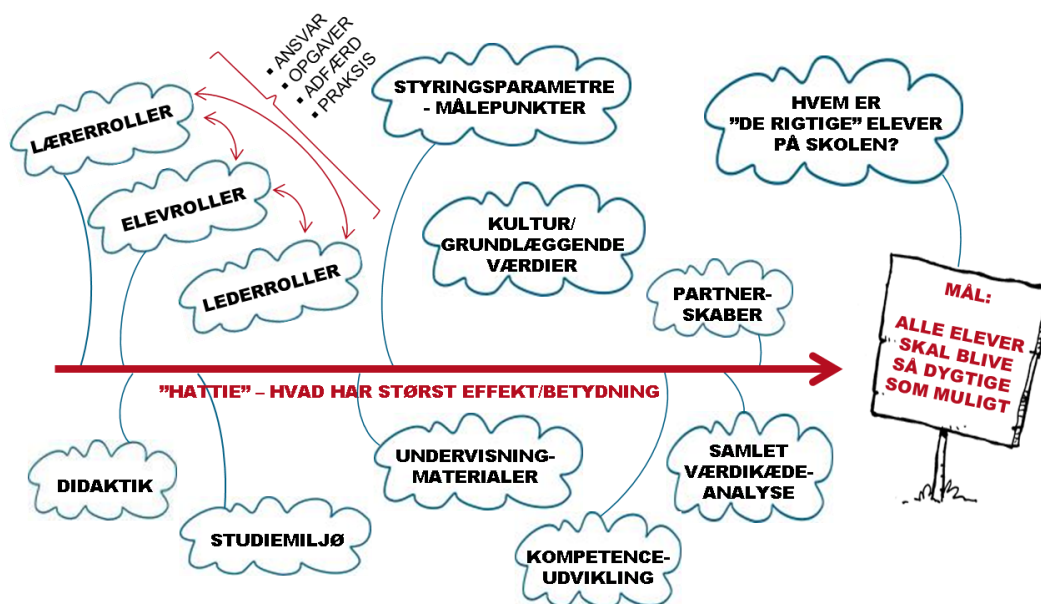 ▪ ANSVAR
▪ OPGAVER
▪ ADFÆRD
▪ PRAKSIS
LÆRERROLLER
ELEVROLLER
LEDERROLLER
STYRINGSPARAMETRE
- MÅLEPUNKTER
KULTUR/
GRUNDLÆGGENDE
VÆRDIER
HVEM ER
”DE RIGTIGE” ELEVER
PÅ SKOLEN?
PARTNER-
SKABER
MÅL:
ALLE ELEVER
SKAL BLIVE
SÅ DYGTIGE
SOM MULIGT
”HATTIE” – HVAD HAR STØRST EFFEKT/BETYDNING
DIDAKTIK
STUDIEMILJØ
UNDERVISNING-
MATERIALER
KOMPETENCE-
UDVIKLING
SAMLET
VÆRDIKÆDE-
ANALYSE